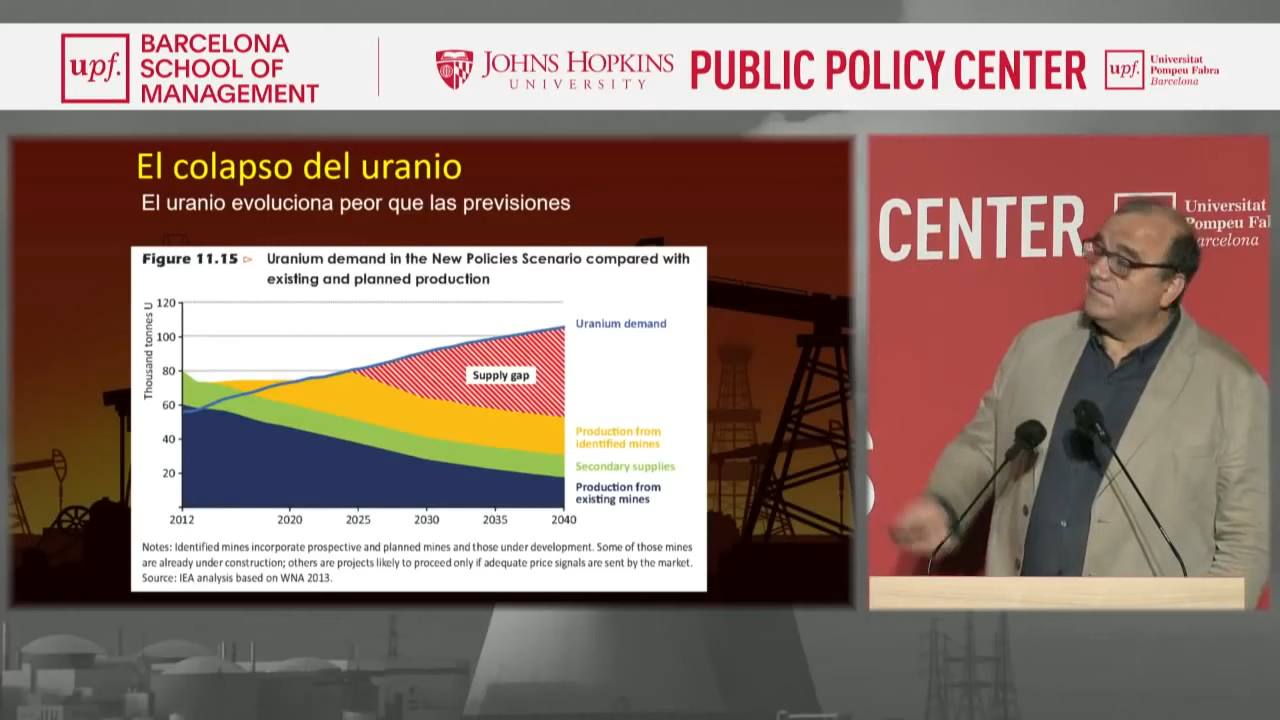 upf.
BARCELONA
SCHOOL OF
MANAGEMENT
JOHNS HOPKINS
UNIVERSITY
PUBLIC POLICY CENTER
upf.
Universitat
Pompeu Fabra
Barcelona
El colapso del uranio
El uranio evoluciona peor que las previsiones
Figure 11.15 ▷ Uranium demand in the New Policies Scenario compared with
existing and planned production
Thousand tonnes U
120
100
80
60
40
20
2012
2020
2025
2030
2035
2040
Uranium demand
Supply gap
Production from
identified mines
Secondary supplies
Production from
existing mines
Notes: Identified mines incorporate prospective and planned mines and those under development. Some of those mines
are already under construction; others are projects likely to proceed only if adequate price signals are sent by the market.
Source: IEA analysis based on WNA 2013.
CENTER
Universitat
Pompeu Fa
Barcelona